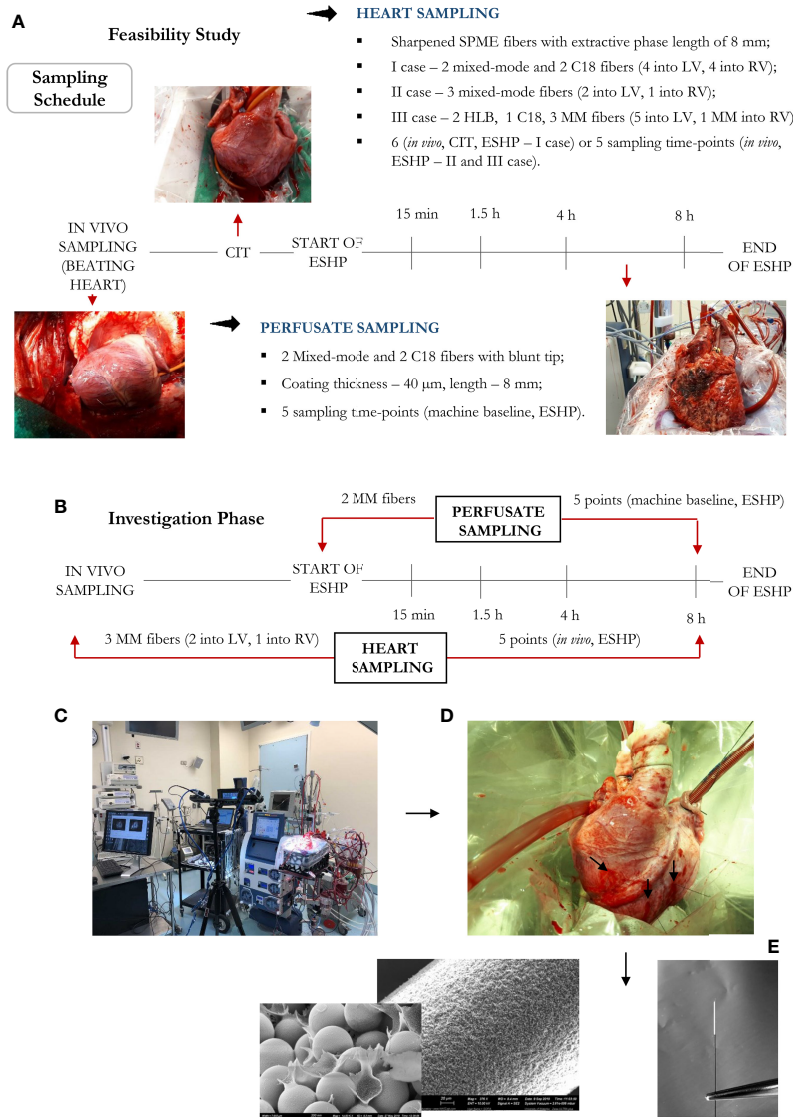 A
Feasibility Study
Sampling
Schedule
HEART SAMPLING
▪ Sharpened SPME fibers with extractive phase length of 8 mm;
▪ I case – 2 mixed-mode and 2 C18 fibers (4 into LV, 4 into RV);
▪ II case – 3 mixed-mode fibers (2 into LV, 1 into RV);
▪ III case – 2 HLB, 1 C18, 3 MM fibers (5 into LV, 1 MM into RV)
▪ 6 (in vivo, CIT, ESHP – I case) or 5 sampling time-points (in vivo,
ESHP – II and III case).
IN VIVO
SAMPLING
(BEATING
HEART)
CIT
START OF
ESHP
15 min
1.5 h
4 h
8 h
END
OF ESHP
PERFUSATE SAMPLING
▪ 2 Mixed-mode and 2 C18 fibers with blunt tip;
▪ Coating thickness – 40 µm, length – 8 mm;
▪ 5 sampling time-points (machine baseline, ESHP).
B
Investigation Phase
2 MM fibers
PERFUSATE
SAMPLING
5 points (machine baseline, ESHP)
IN VIVO
SAMPLING
START OF
ESHP
15 min
1.5 h
4 h
8 h
END
OF ESHP
3 MM fibers (2 into LV, 1 into RV)
HEART
SAMPLING
5 points (in vivo, ESHP)
C
D
E